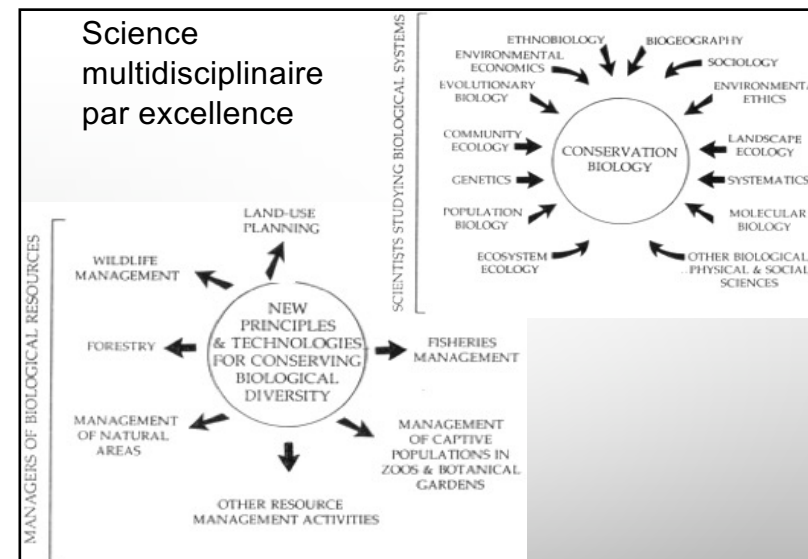 Science
multidisciplinaire
par excellence
SCIENTISTS STUDYING BIOLOGICAL SYSTEMS
ETHNOBIOLOGY
BIOGEOGRAPHY
ENVIRONMENTAL
ECONOMICS
SOCIOLOGY
EVOLUTIONARY
BIOLOGY
ENVIRONMENTA
ETHICS
COMMUNITY
ECOLOGY
CONSERVATION
BIOLOGY
LANDSCAPE
ECOLOGY
GENETICS
SYSTEMATICS
POPULATION
BIOLOGY
MOLECULAR
BIOLOGY
ECOSYSTEM
ECOLOGY
OTHER BIOLOGICAL
PHYSICAL & SOCIAL
SCIENCES
MANAGERS OF BIOLOGICAL RESOURCES
LAND-USE
PLANNING
WILDLIFE
MANAGEMENT
NEW
PRINCIPLES
& TECHNOLOGIES
FOR CONSERVING
BIOLOGICAL
DIVERSITY
FORESTRY
FISHERIES
MANAGEMENT
MANAGEMENT
OF NATURAL
AREAS
MANAGEMENT
OF CAPTIVE
POPULATIONS IN
ZOOS & BOTANICAL
GARDENS
OTHER RESOURCE
MANAGEMENT ACTIVITIES